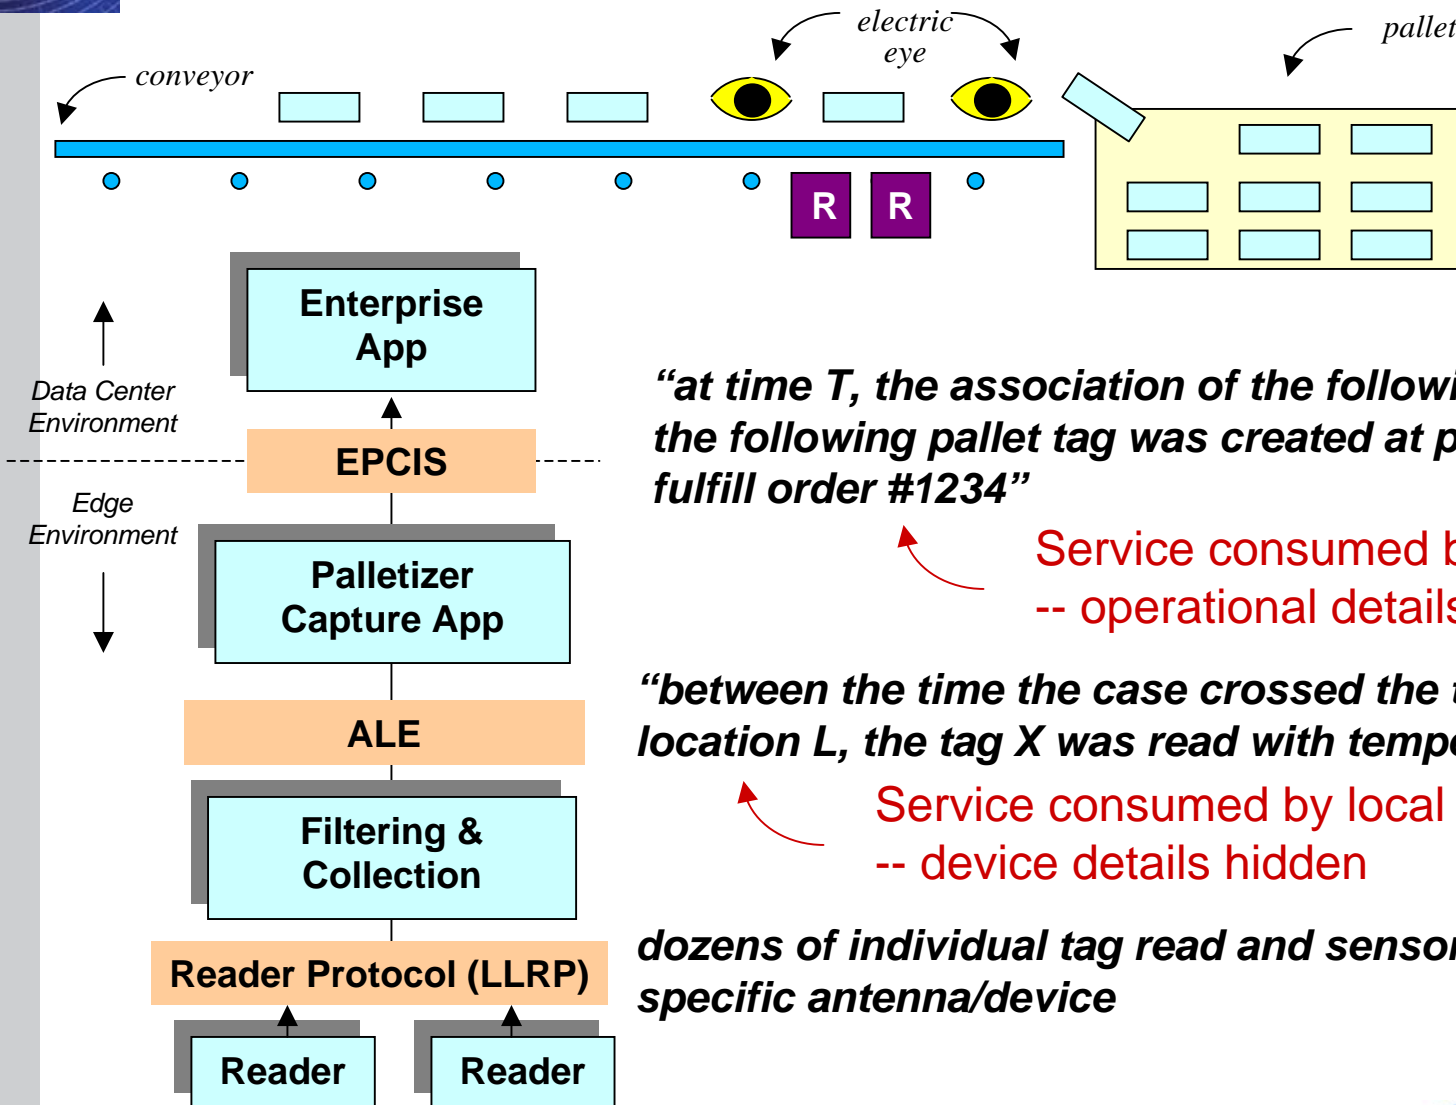 electric
eye
pallet
conveyor
R R
Enterprise
App
Data Center
Environment
EPCIS
Edge
Environment
Palletizer
Capture App
ALE
Filtering &
Collection
Reader Protocol (LLRP)
Reader Reader
“at time T, the association of the
the following pallet tag was created at
fulfill order #1234”
Service consumed
-- operational details
“between the time the case crossed the
location L, the tag X was read with
Service consumed by local
-- device details hidden
dozens of individual tag read and
specific antenna/device